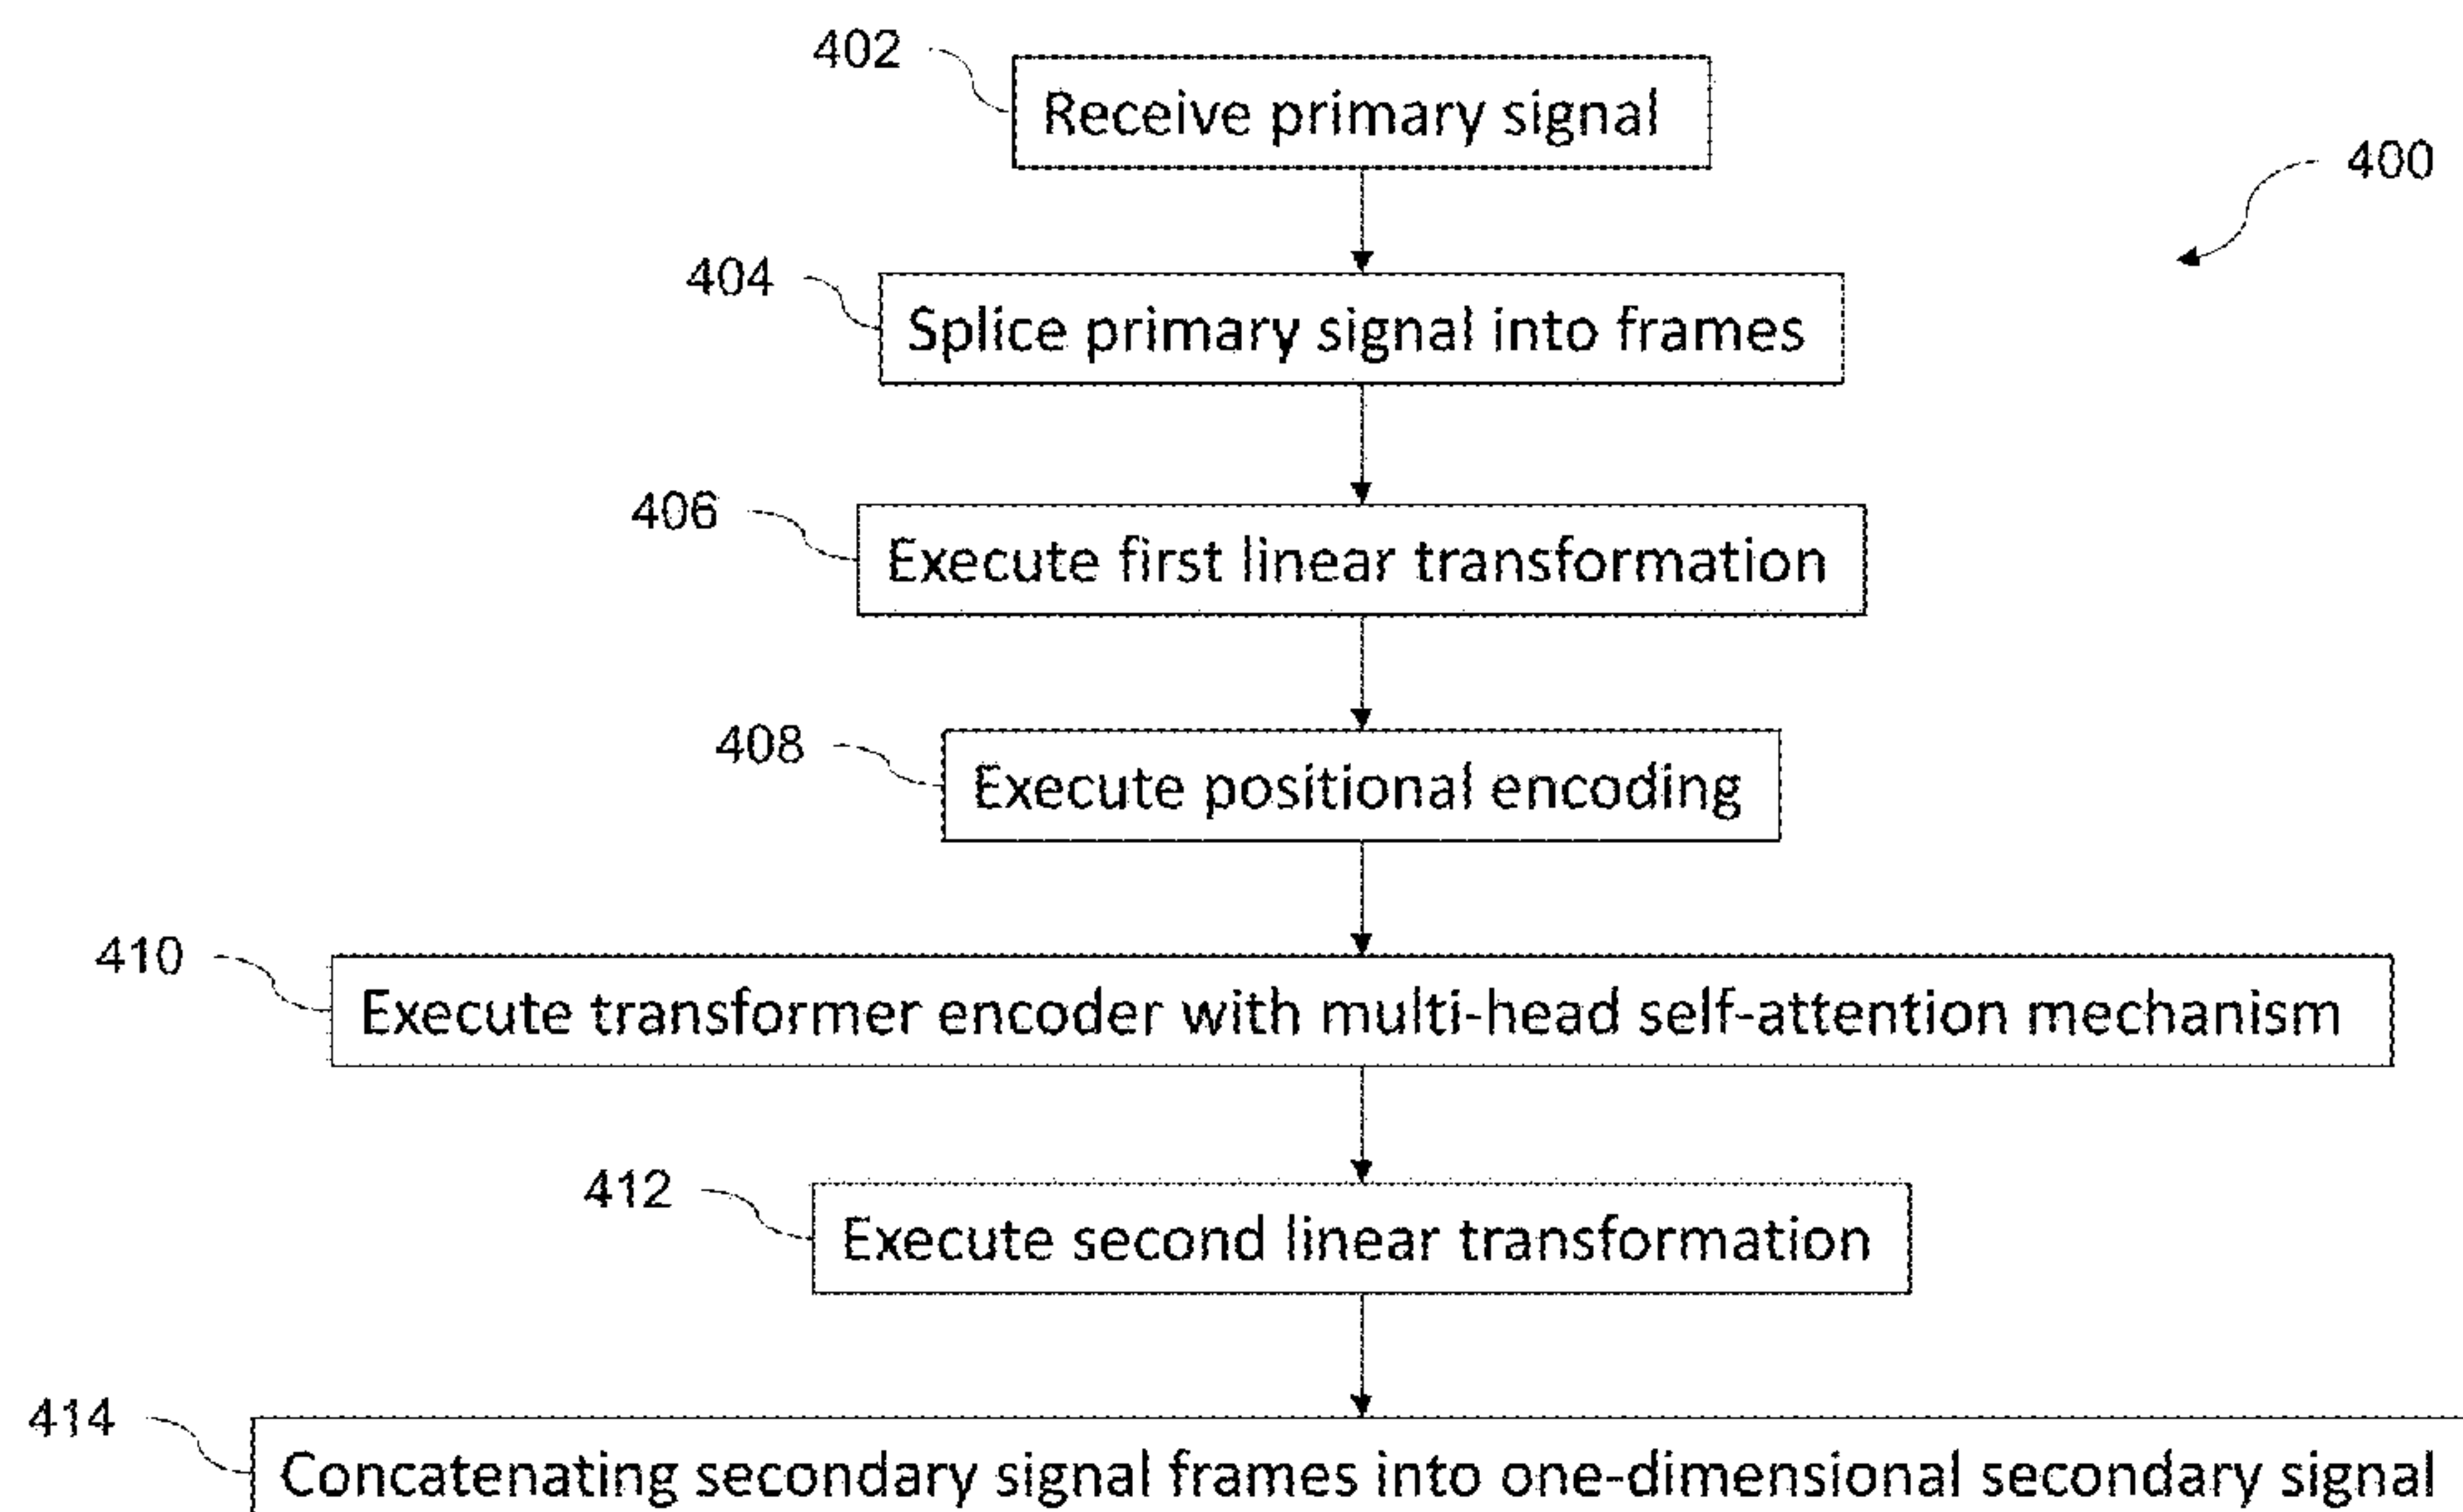 402
Receive primary signal
400
404
Splice primary signal into frames
406
Execute first linear transformation
408
Execute positional encoding
410
Execute transformer encoder with multi-head self-attention mechanism
412
Execute second linear transformation
414
Concatenating secondary signal frames into one-dimensional secondary signal